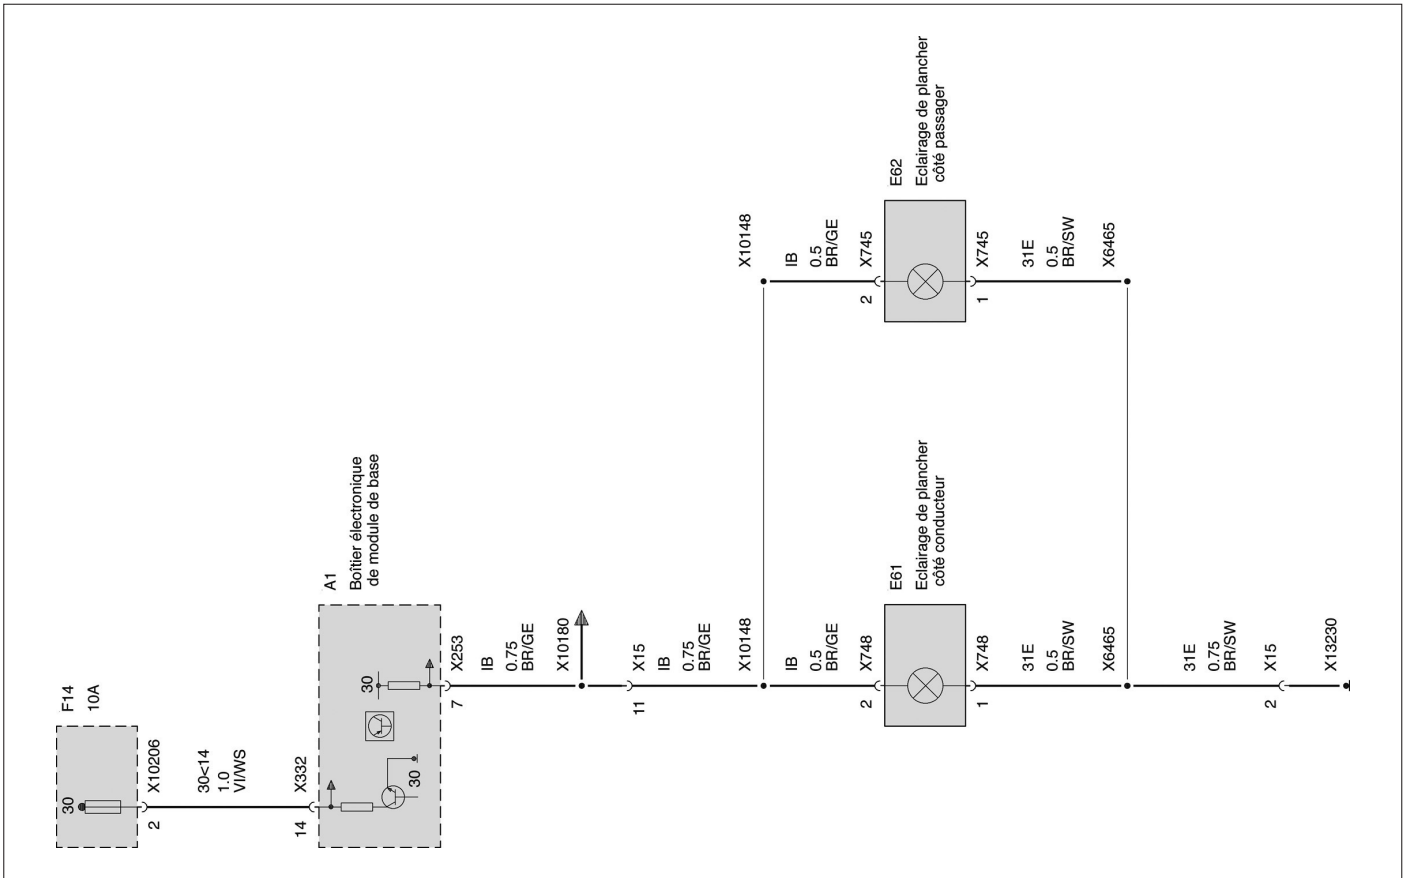 F14
10A
30
2
X10206
30<14
1.0
VI/WS
14
X332
A1
Boîtier électronique
de module de base
30
30
7
X253
IB
0.75
BR/GE
X10180
11
X15
IB
0.75
BR/GE
X10148
IB
0.5
BR/GE
2
X748
E61
Eclairage de plancher
côté conducteur
1
X748
31E
0.5
BR/SW
X6465
31E
0.75
BR/SW
2
X15
X13230
X10148
IB
0.5
BR/GE
2
X745
E62
Eclairage de plancher
côté passager
1
X745
31E
0.5
BR/SW
X6465